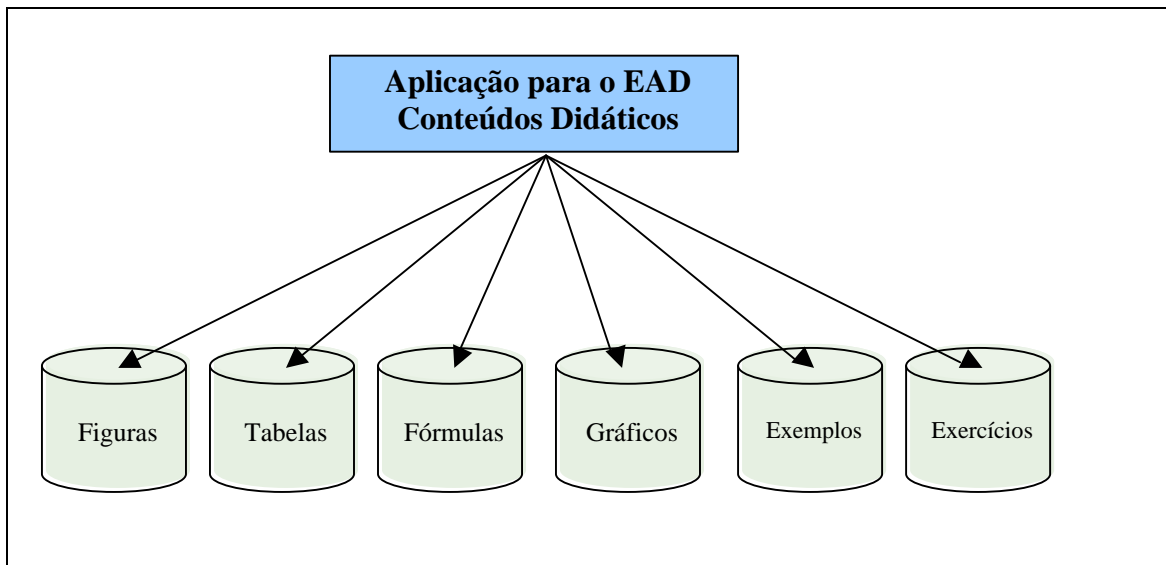 Aplicação para o EAD
Conteúdos Didáticos
Figuras
Tabelas
Fórmulas
Gráficos
Exemplos
Exercícios